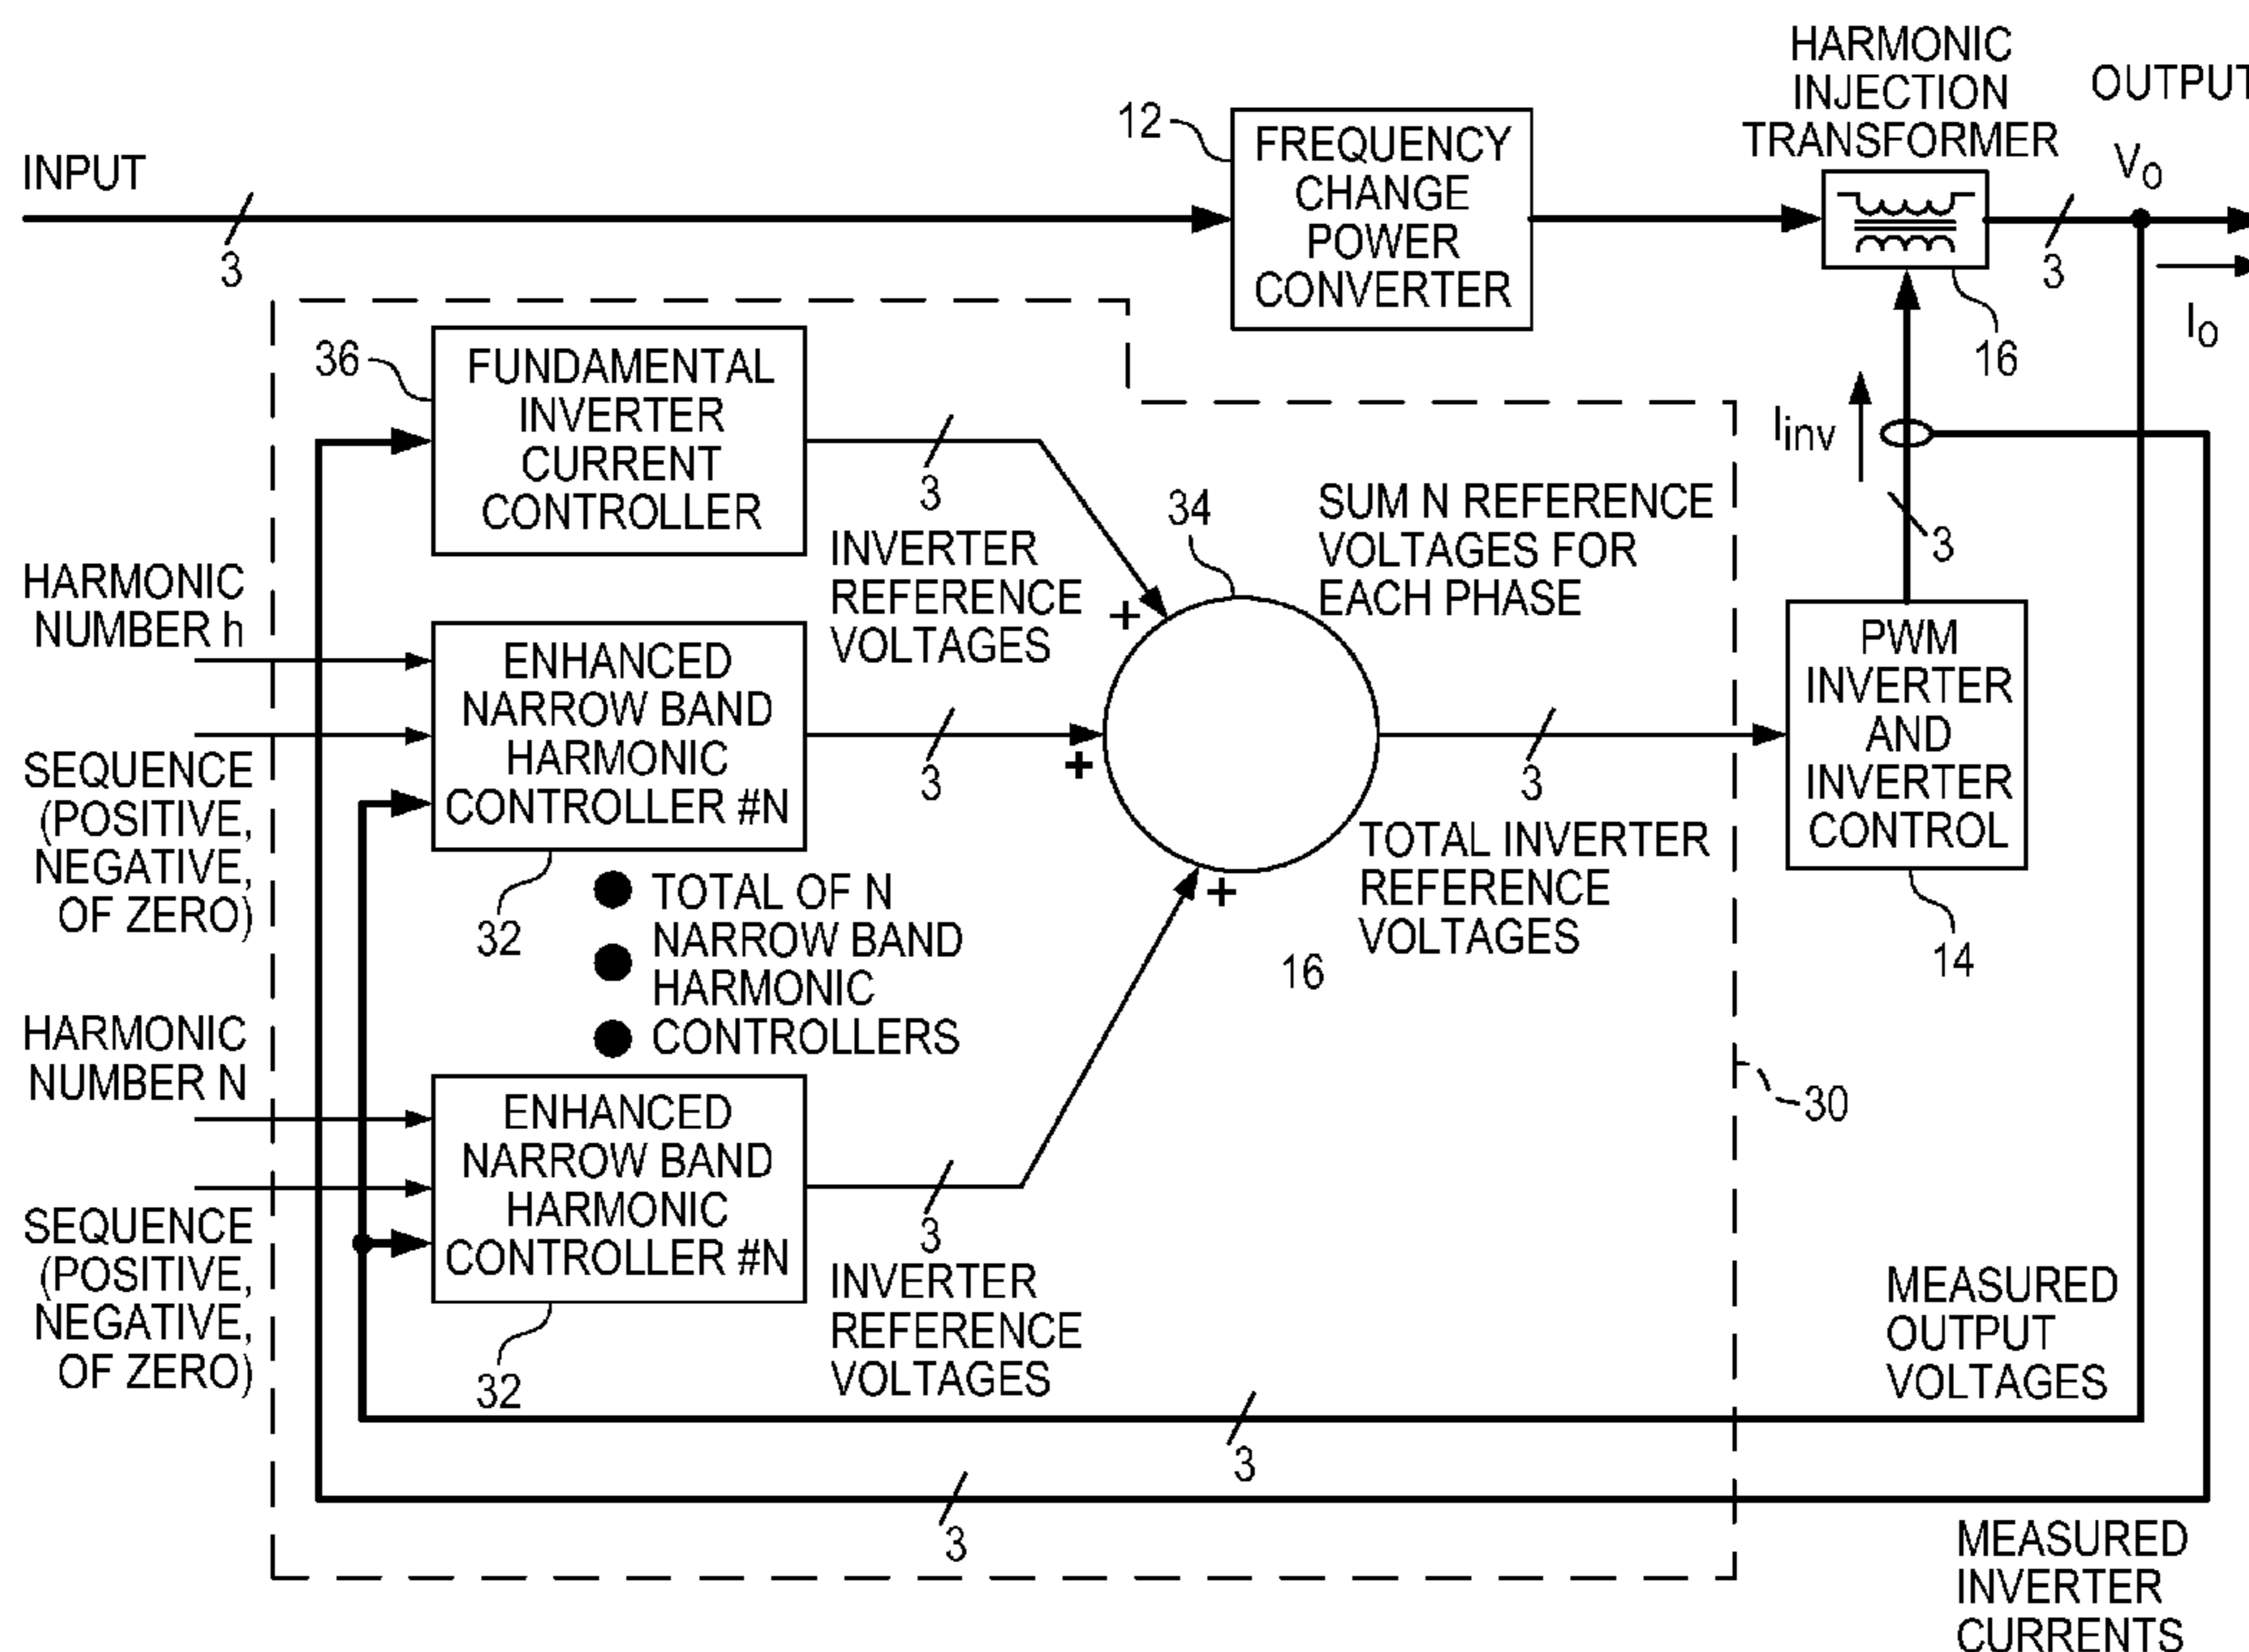 HARMONIC
INJECTION
TRANSFORMER
OUTPUT
INPUT
3
12
FREQUENCY
CHANGE
POWER
CONVERTER
Vo
3
Io
16
36
FUNDAMENTAL
INVERTER
CURRENT
CONTROLLER
3
INVERTER
REFERENCE
VOLTAGES
Iinv
3
34
SUM N REFERENCE
VOLTAGES FOR
EACH PHASE
+
+
+
HARMONIC
NUMBER h
SEQUENCE
(POSITIVE,
NEGATIVE,
OF ZERO)
ENHANCED
NARROW BAND
HARMONIC
CONTROLLER #N
32
3
3
TOTAL INVERTER
REFERENCE
VOLTAGES
16
PWM
INVERTER
AND
INVERTER
CONTROL
14
TOTAL OF N
NARROW BAND
HARMONIC
CONTROLLERS
HARMONIC
NUMBER N
SEQUENCE
(POSITIVE,
NEGATIVE,
OF ZERO)
ENHANCED
NARROW BAND
HARMONIC
CONTROLLER #N
32
3
INVERTER
REFERENCE
VOLTAGES
30
MEASURED
OUTPUT
VOLTAGES
3
3
MEASURED
INVERTER
CURRENTS